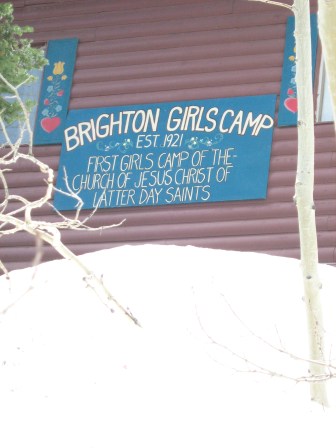 BRIGHTON GIRLS CAMP
EST 1921
FIRST GIRLS CAMP OF THE-
CHURCH OF JESUS CHRIST OF
LATTER DAY SAINTS